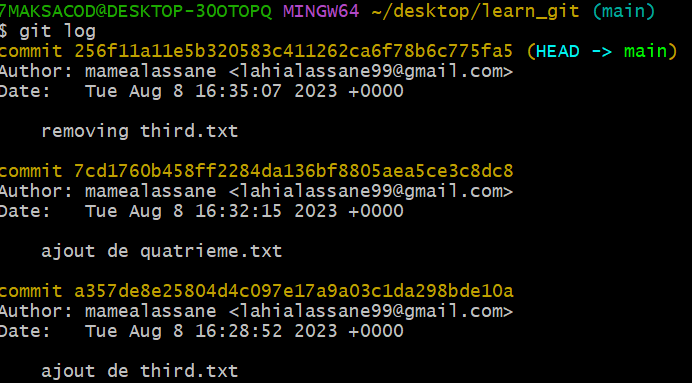 7MAKSACOD@DESKTOP-30OTOPQ MINGW64 ~/desktop/learn_git (main)
$ git log
commit 256f11a11e5b320583c411262ca6f78b6c775fa5 (HEAD -> main)
Author: mamealassane <lahialassane99@gmail.com>
Date:   Tue Aug 8 16:35:07 2023 +0000
    removing third.txt
commit 7cd1760b458ff2284da136bf8805aea5ce3c8dc8
Author: mamealassane <lahialassane99@gmail.com>
Date:   Tue Aug 8 16:32:15 2023 +0000
    ajout de quatrieme.txt
commit a357de8e25804d4c097e17a9a03c1da298bde10a
Author: mamealassane <lahialassane99@gmail.com>
Date:   Tue Aug 8 16:28:52 2023 +0000
    ajout de third.txt